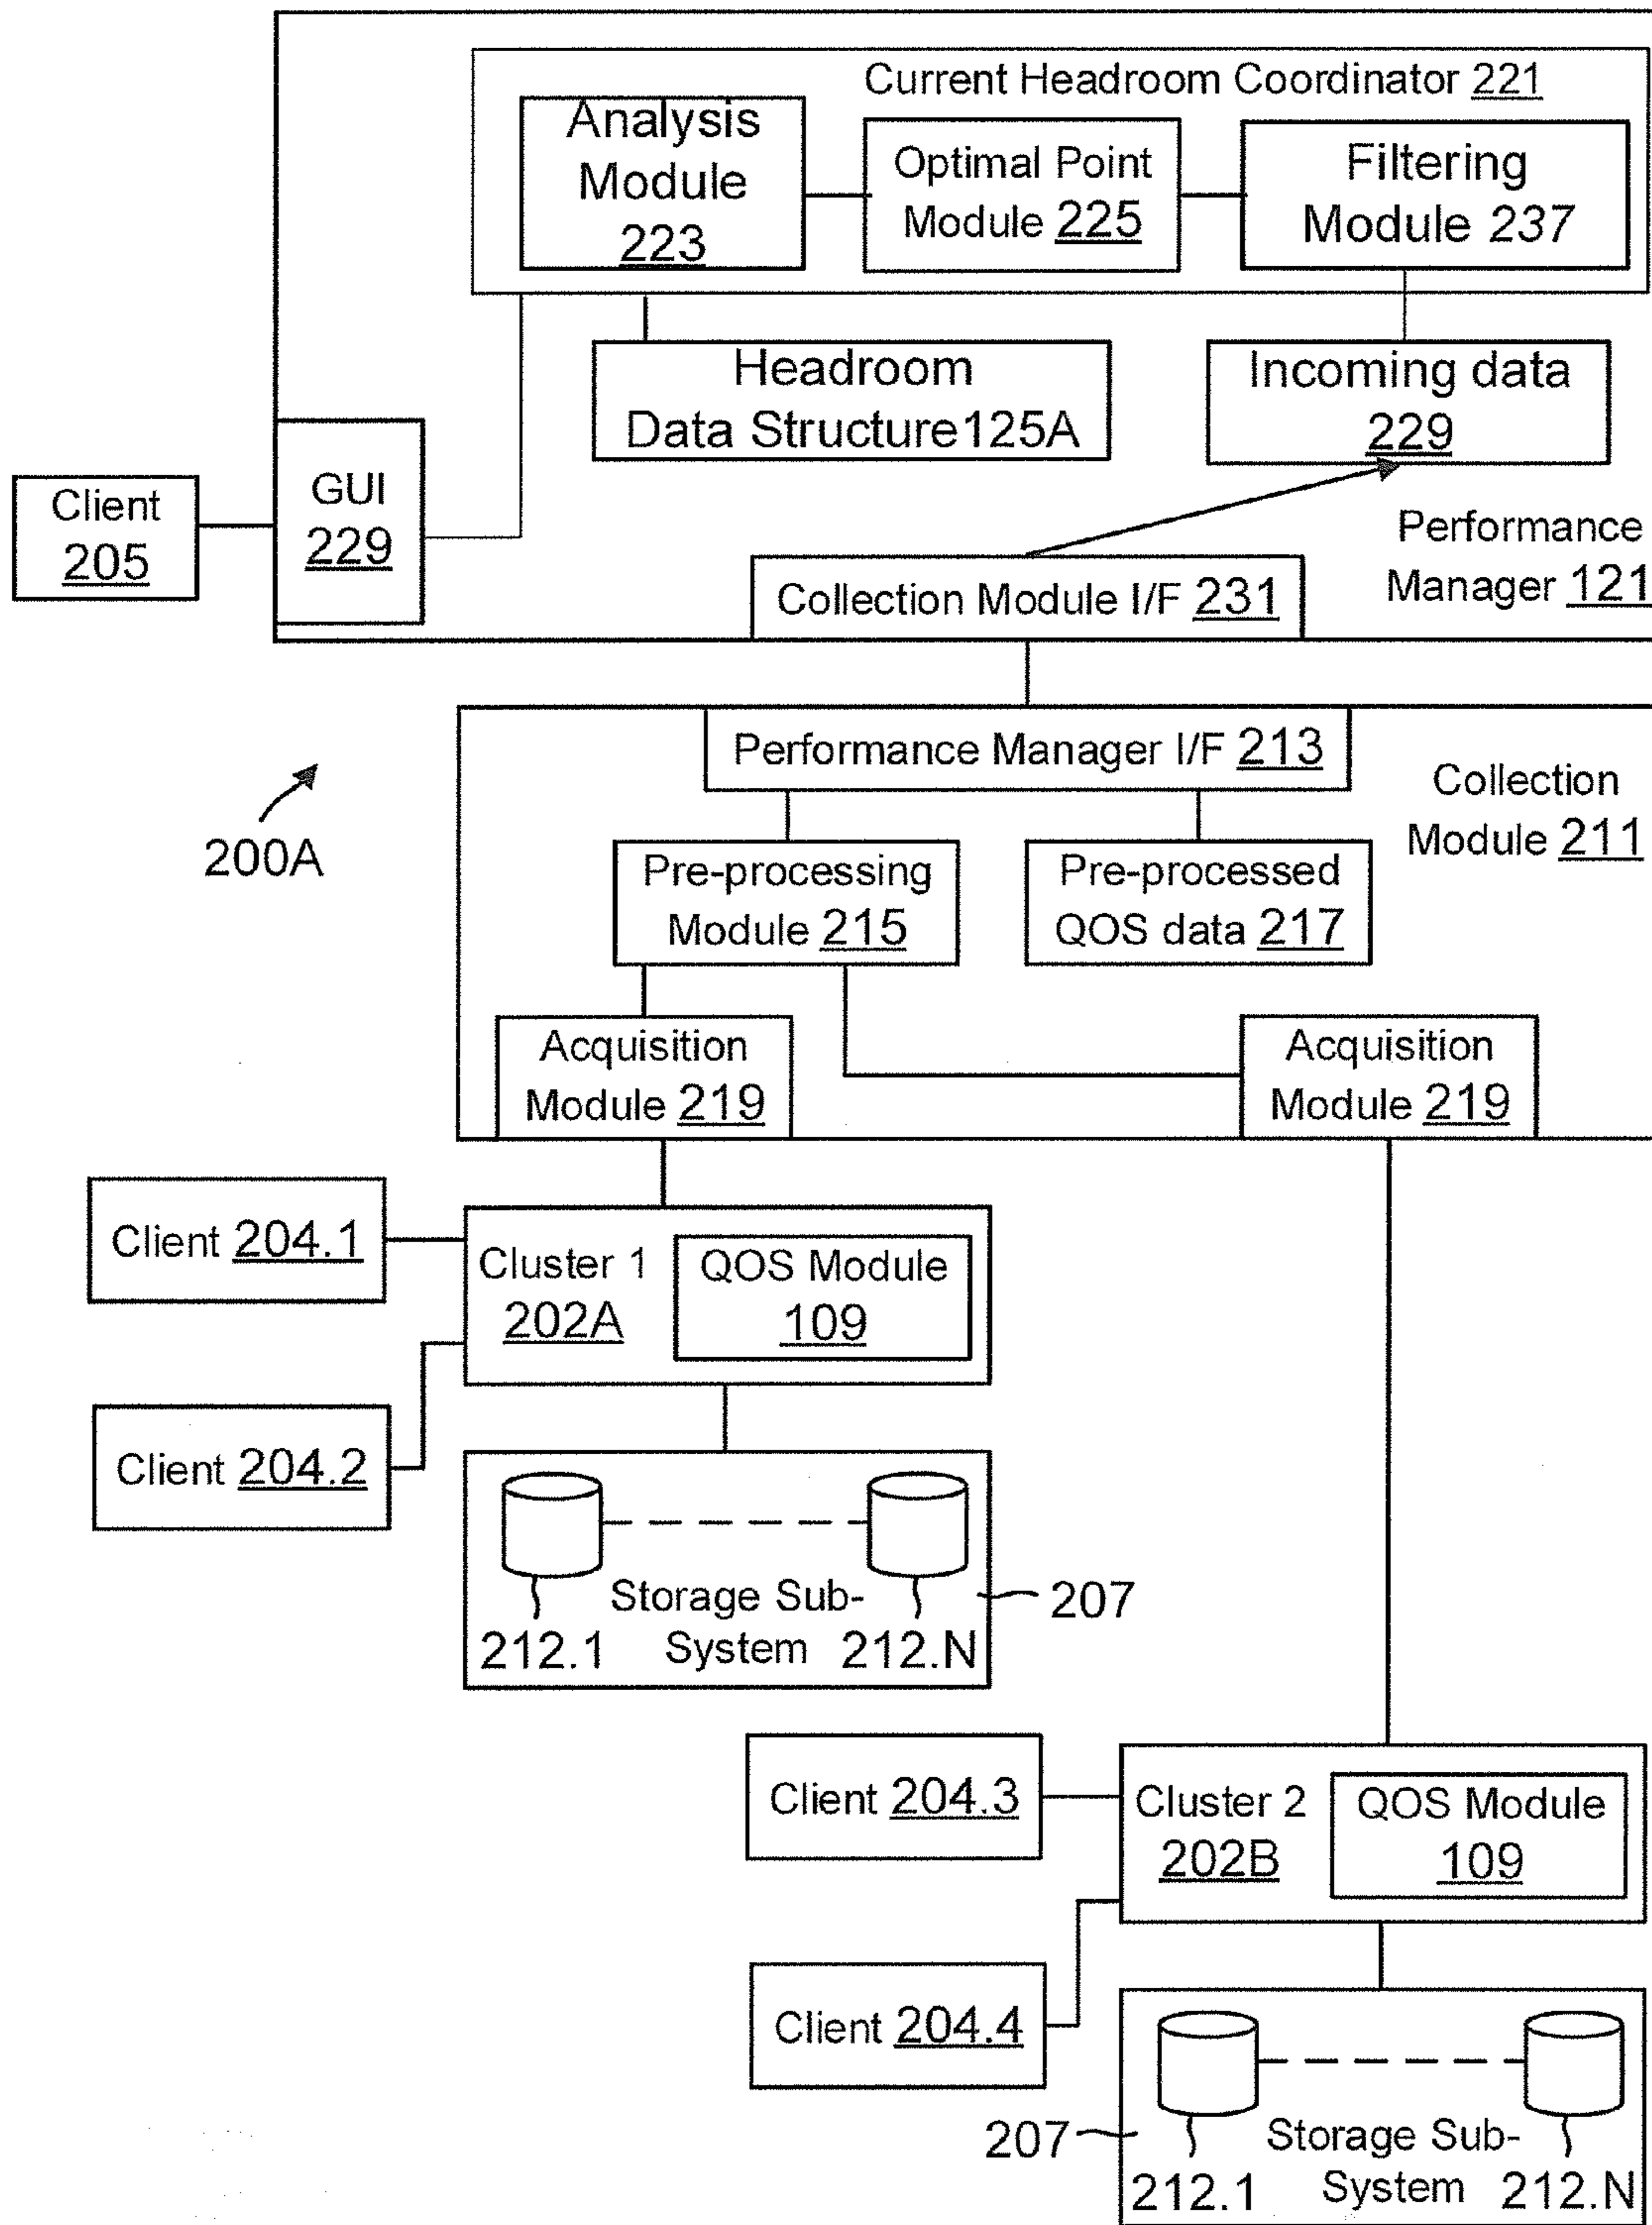 Current Headroom Coordinator 221
Analysis
Module
223
Optimal Point
Module 225
Filtering
Module 237
Headroom
Data Structure125A
Incoming data
229
Client
205
GUI
229
Performance
Manager 121
Collection Module I/F 231
Performance Manager I/F 213
Collection
Module 211
200A
Pre-processing
Module 215
Pre-processed
QOS data 217
Acquisition
Module 219
Acquisition
Module 219
Client 204.1
Cluster 1
202A
QOS Module
109
Client 204.2
Storage Sub-
System
212.1
212.N
207
Client 204.3
Cluster 2
202B
QOS Module
109
Client 204.4
207
Storage Sub-
System
212.1
212.N